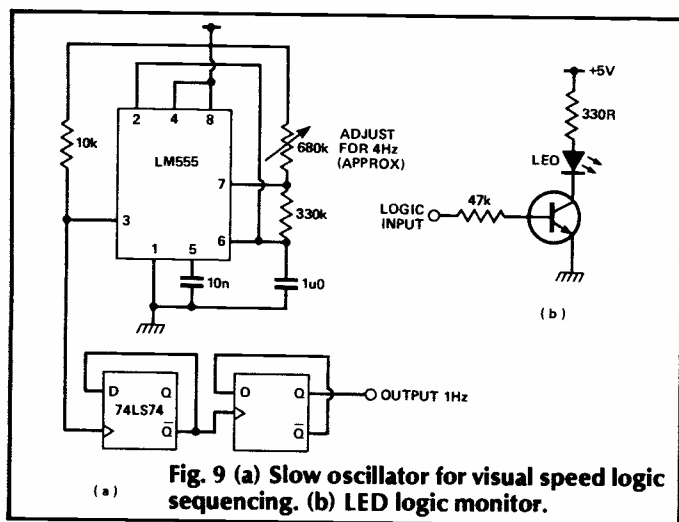 10k
2
4
8
LM555
7
3
6
1
5
680k
ADJUST
FOR 4Hz
(APPROX)
330k
10n
1u0
D
Q
74LS74
Q
O
Q
Q
OUTPUT 1Hz
(a)
+5V
330R
LEO
47k
LOGIC
INPUT
(b)
Fig. 9 (a) Slow oscillator for visual speed logic
sequencing. (b) LED logic monitor.